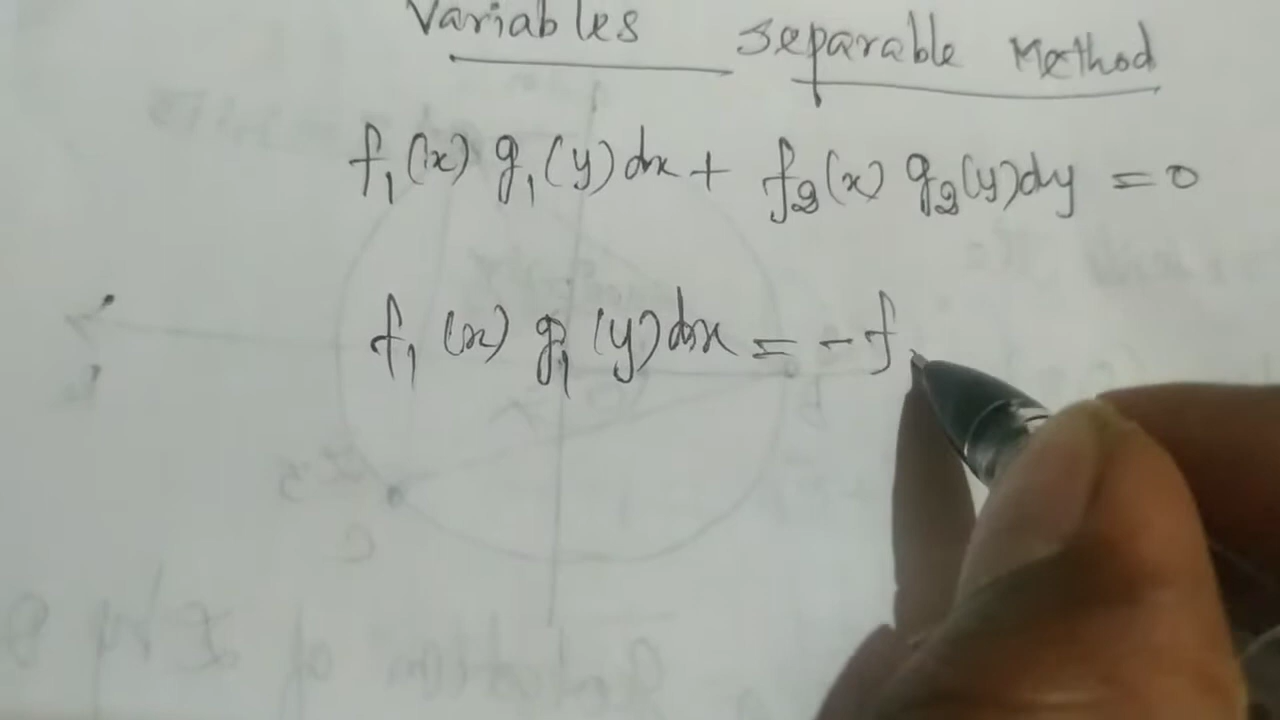 Variables separable Method
f₁(x) g₁(y)dx + f₂(x) g₂(y)dy = 0
f₁(x) g₁(y)dx = -f